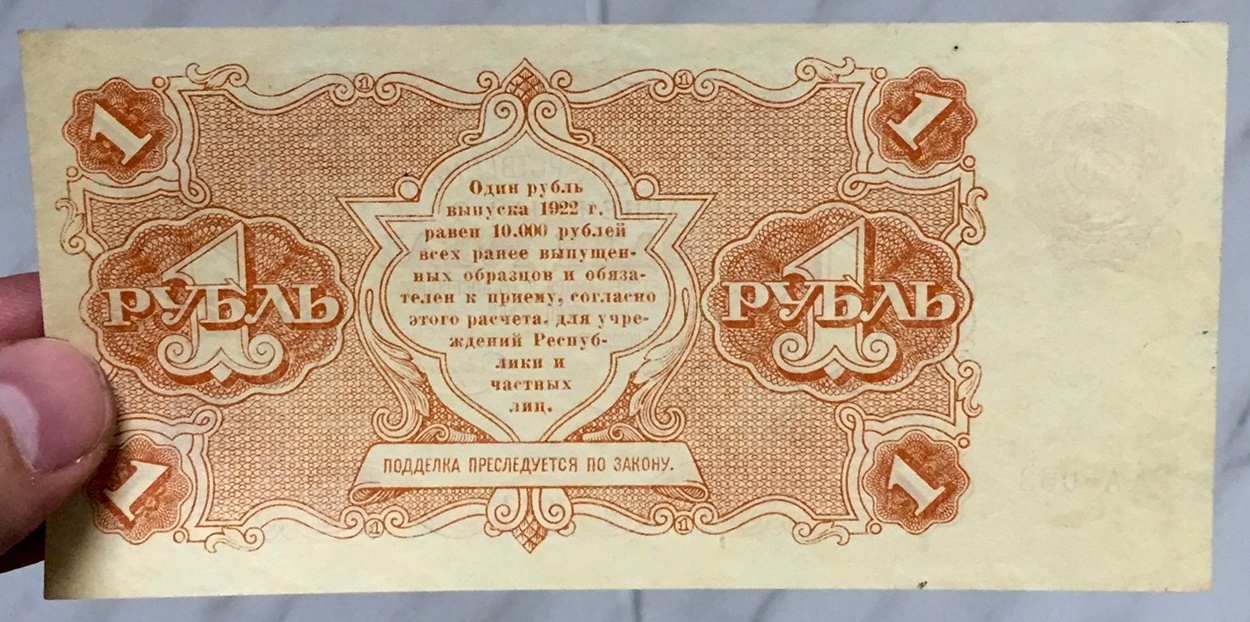 1 1
Один рубль
выпуска 1922 г.
равен 10.000 рублей
всех ранее выпущен-
ных образцов и обяза-
телен к приему, согласно
этого расчета, для учре-
ждений Респуб-
лики и
частных
лиц.
1 РУБЛЬ 1 РУБЛЬ
ПОДДЕЛКА ПРЕСЛЕДУЕТСЯ ПО ЗАКОНУ.
1 1